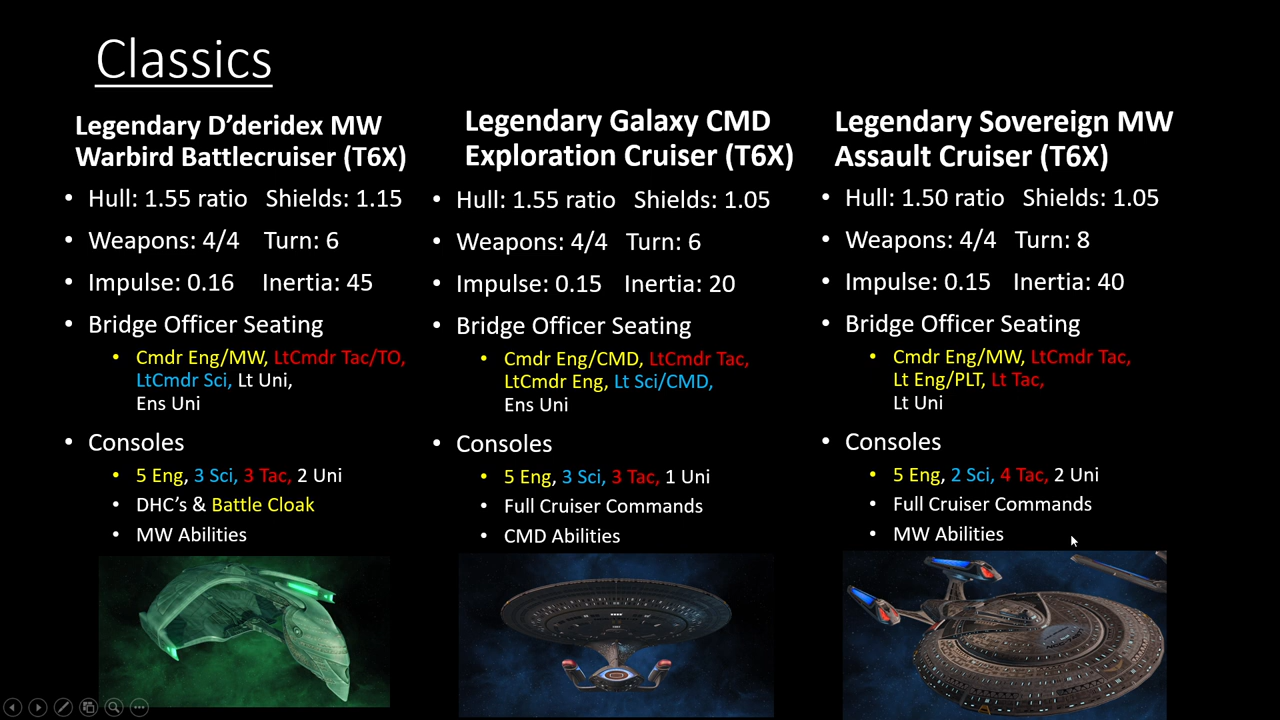 Classics
Legendary D’deridex MW
Warbird Battlecruiser (T6X)
• Hull: 1.55 ratio Shields: 1.15
• Weapons: 4/4 Turn: 6
• Impulse: 0.16 Inertia: 45
• Bridge Officer Seating
• Cmdr Eng/MW, LtCmdr Tac/TO,
LtCmdr Sci, Lt Uni,
Ens Uni
• Consoles
• 5 Eng, 3 Sci, 3 Tac, 2 Uni
• DHC’s & Battle Cloak
• MW Abilities
Legendary Galaxy CMD
Exploration Cruiser (T6X)
• Hull: 1.55 ratio Shields: 1.05
• Weapons: 4/4 Turn: 6
• Impulse: 0.15 Inertia: 20
• Bridge Officer Seating
• Cmdr Eng/CMD, LtCmdr Tac,
LtCmdr Eng, Lt Sci/CMD,
Ens Uni
• Consoles
• 5 Eng, 3 Sci, 3 Tac, 1 Uni
• Full Cruiser Commands
• CMD Abilities
Legendary Sovereign MW
Assault Cruiser (T6X)
• Hull: 1.50 ratio Shields: 1.05
• Weapons: 4/4 Turn: 8
• Impulse: 0.15 Inertia: 40
• Bridge Officer Seating
• Cmdr Eng/MW, LtCmdr Tac,
Lt Eng/PLT, Lt Tac,
Lt Uni
• Consoles
• 5 Eng, 2 Sci, 4 Tac, 2 Uni
• Full Cruiser Commands
• MW Abilities